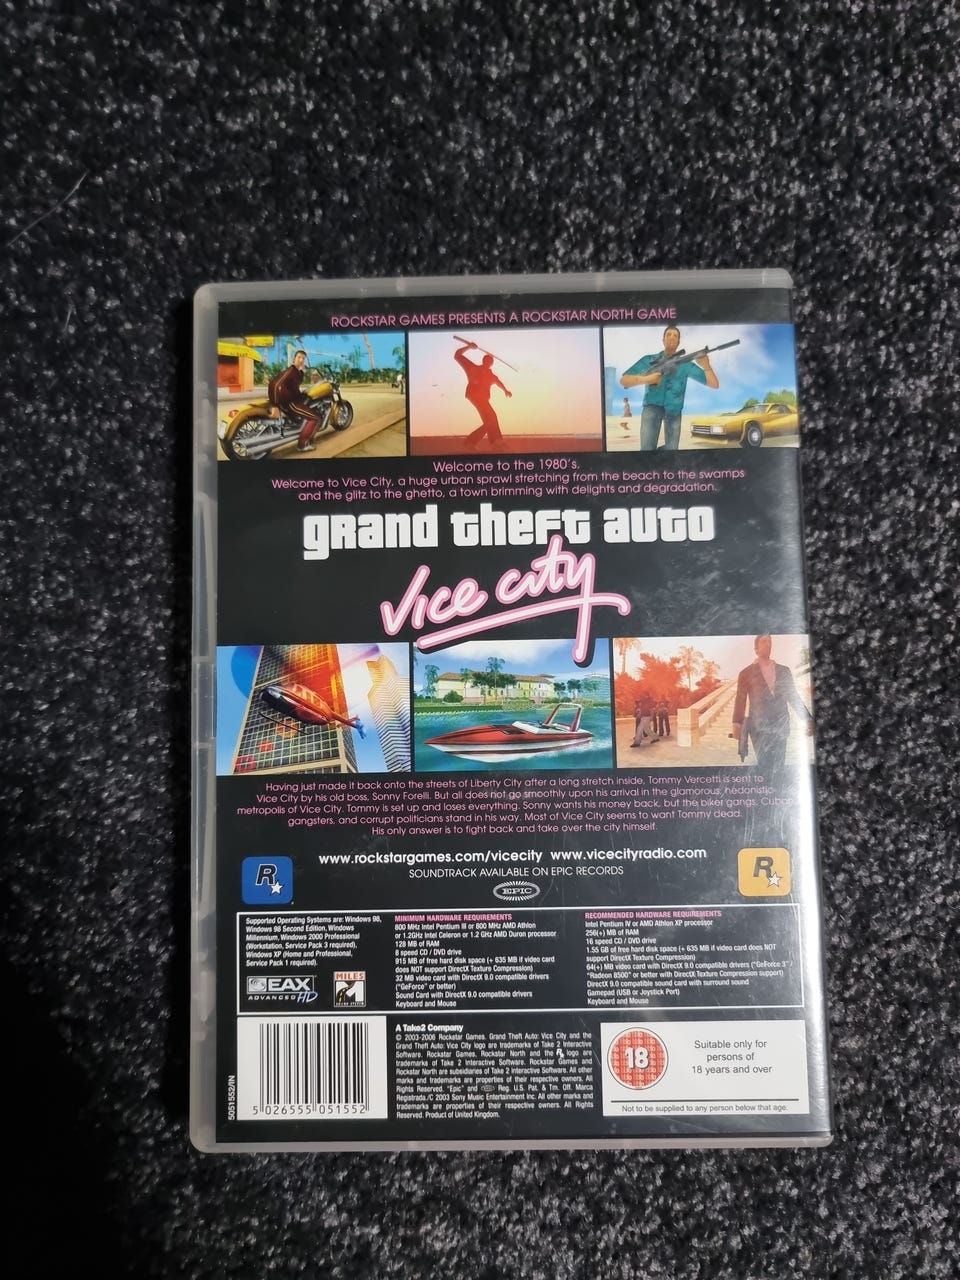 ROCKSTAR GAMES PRESENTS A ROCKSTAR NORTH GAME
Welcome to the 1980's.
Welcome to Vice City, a huge urban sprawl stretching from the beach to the swamps
and the glitz to the ghetto, a town brimming with delights and degradation.
grand theft auto
Vice City
Having just made it back onto the streets of Liberty City after a long stretch inside, Tommy Vercetti is sent to
Vice City by his old boss, Sonny Forelli. But all does not go smoothly upon his arrival in the glamorous, hedonistic
metropolis of Vice City. Tommy is set up and loses everything. Sonny wants his money back, but the biker gangs, Cuban
gangsters, and corrupt politicians stand in his way. Most of Vice City seems to want Tommy dead.
His only answer is to fight back and take over the city himself.
www.rockstargames.com/vicecity www.vicecityradio.com
SOUNDTRACK AVAILABLE ON EPIC RECORDS
R
EPIC
R
Supported Operating Systems are: Windows 98,
Windows 98 Second Edition, Windows
Millennium, Windows 2000 Professional
(Workstation, Service Pack 3 required),
Windows XP (Home and Professional,
Service Pack 1 required).
EAX
ADVANCED HD
MILES
SOUND SYSTEM
MINIMUM HARDWARE REQUIREMENTS
800 MHz Intel Pentium III or 800 MHz AMD Athlon
or 1.2GHz Intel Celeron or 1.2 GHz AMD Duron processor
128 MB of RAM
8 speed CD / DVD drive
915 MB of free hard disk space (+ 635 MB if video card
does NOT support DirectX Texture Compression)
32 MB video card with DirectX 9.0 compatible drivers
("GeForce" or better)
Sound Card with DirectX 9.0 compatible drivers
Keyboard and Mouse
RECOMMENDED HARDWARE REQUIREMENTS
Intel Pentium IV or AMD Athlon XP processor
256(+) MB of RAM
16 speed CD / DVD drive
1.55 GB of free hard disk space (+ 635 MB if video card does NOT
support DirectX Texture Compression)
64(+) MB video card with DirectX 9.0 compatible drivers ("GeForce 3" /
"Radeon 8500" or better with DirectX Texture Compression support)
DirectX 9.0 compatible sound card with surround sound
Gamepad (USB or Joystick Port)
Keyboard and Mouse
5051552/IN
5 026555 051552
A Take2 Company
© 2003-2006 Rockstar Games. Grand Theft Auto: Vice City and the
Grand Theft Auto: Vice City logo are trademarks of Take 2 Interactive
Software. Rockstar Games, Rockstar North and the R logo are
trademarks of Take 2 Interactive Software. Rockstar Games and
Rockstar North are subsidiaries of Take 2 Interactive Software. All other
marks and trademarks are properties of their respective owners. All
Rights Reserved. "Epic" and EPIC Reg. U.S. Pat. & Tm. Off. Marca
Registrada./C 2003 Sony Music Entertainment Inc. All other marks and
trademarks are properties of their respective owners. All Rights
Reserved. Product of United Kingdom.
18
Suitable only for
persons of
18 years and over
Not to be supplied to any person below that age.